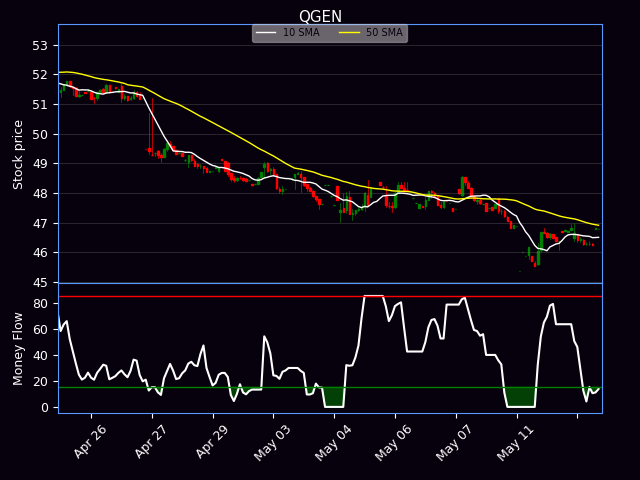 QGEN
10 SMA
50 SMA
Stock price
53
52
51
50
49
48
47
46
45
Money Flow
80
60
40
20
0
Apr 26
Apr 27
Apr 29
May 03
May 04
May 06
May 07
May 11